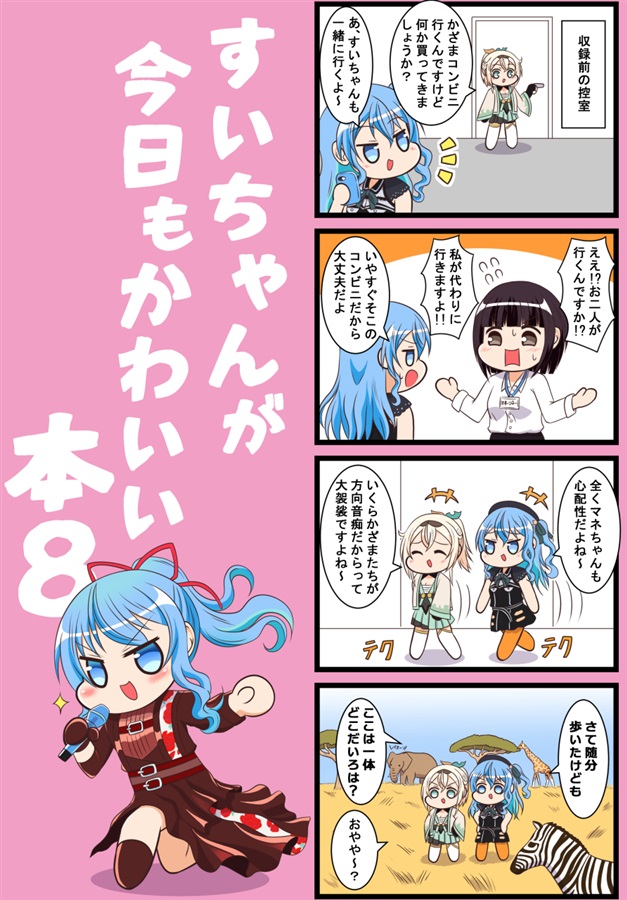 すいちゃんが
今日もかわいい
本8
収録前の控室
かざまコンビニ
行くんですけど
何か買ってきま
しょうか?
あ、すいちゃんも
一緒に行くよ〜
ええ!?お二人が
行くんですか!?
私が代わりに
行きますよ!!
いやすぐそこの
コンビニだから
大丈夫だよ
全くマネちゃんも
心配性だよね〜
いくらかざまたちが
方向音痴だからって
大袈裟ですよね〜
テク
テク
さて随分
歩いたけども
ここは一体
どこだいろは?
おやや〜?